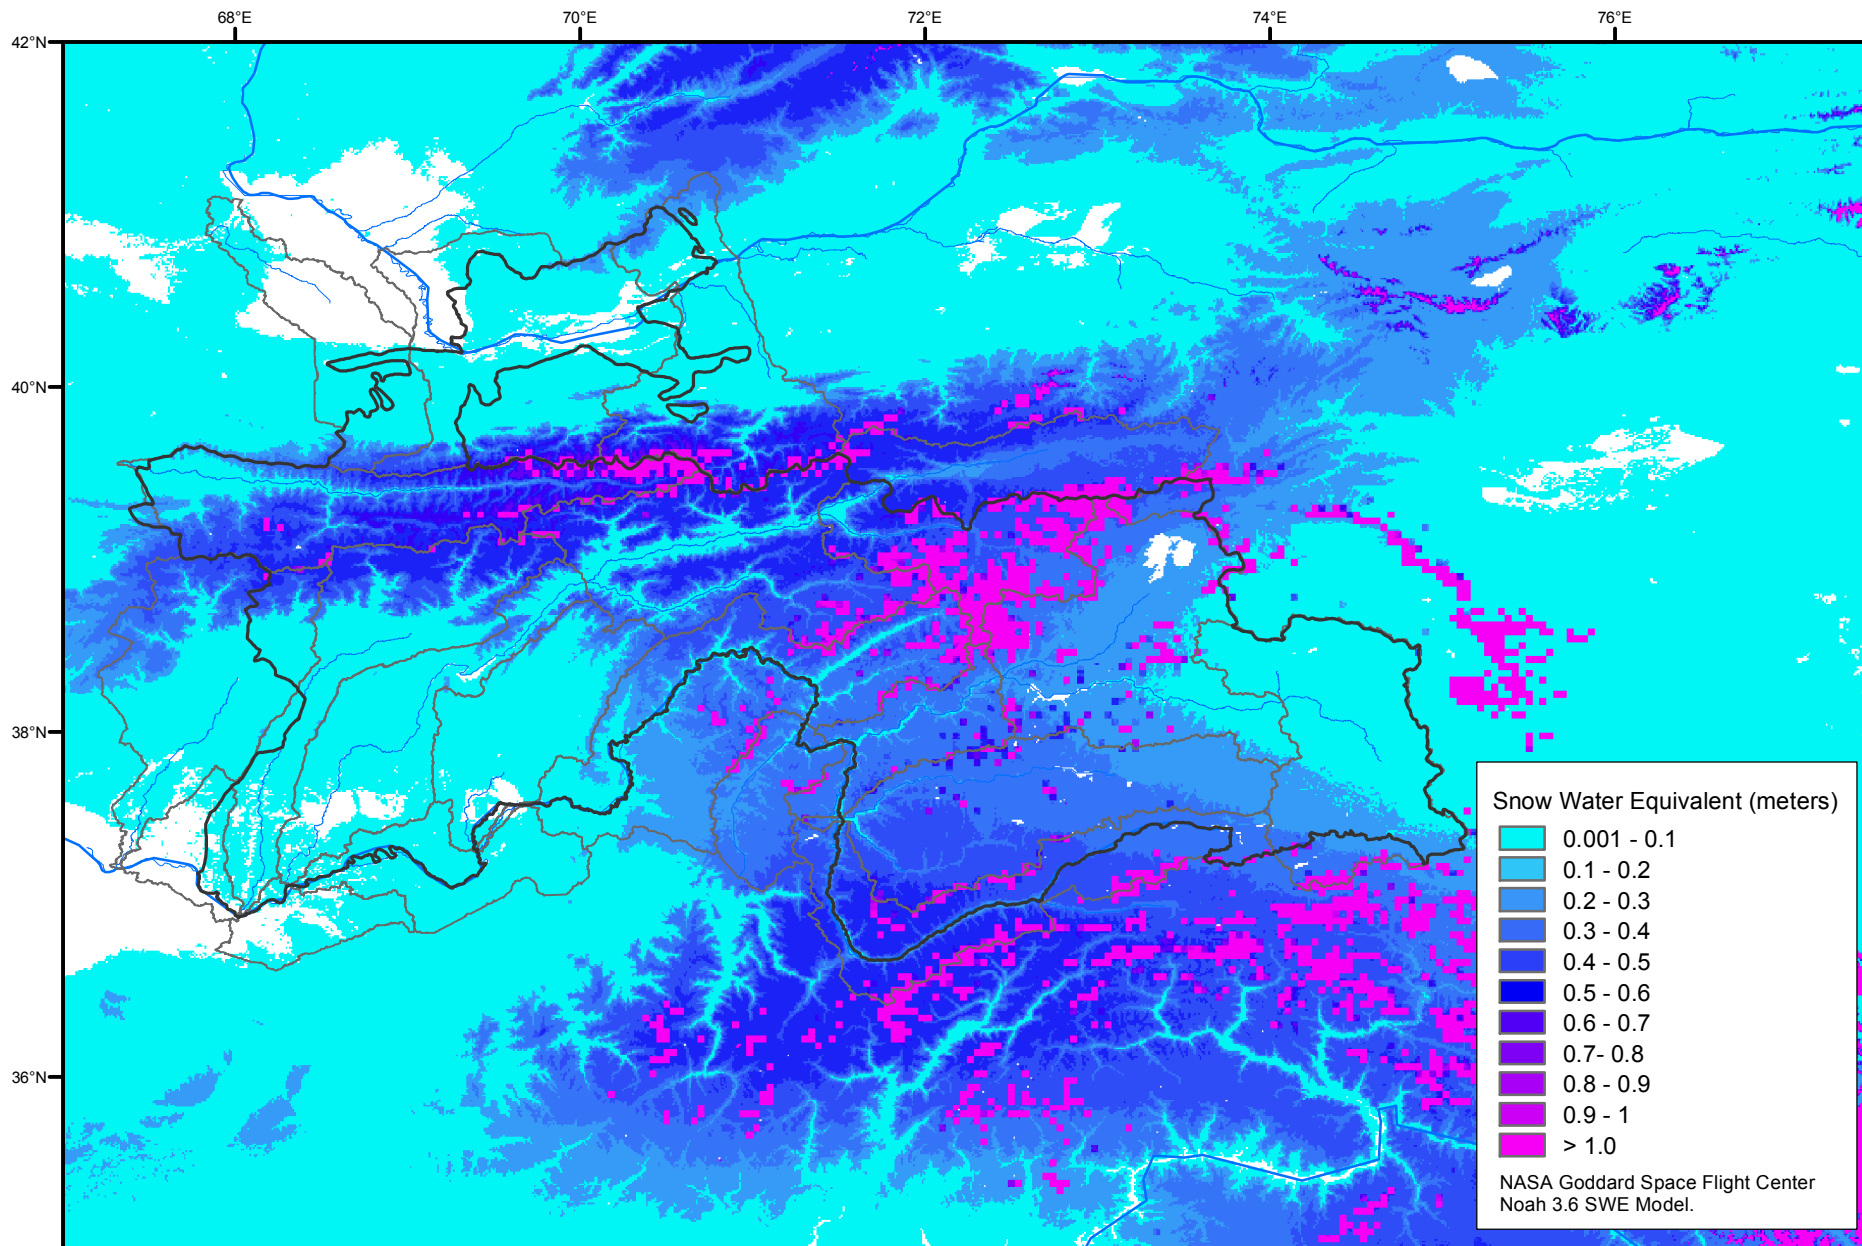 68°E
70°E
72°E
74°E
76°E
42°N
40°N
38°N
36°N
Snow Water Equivalent (meters)
0.001 - 0.1
0.1 - 0.2
0.2 - 0.3
0.3 - 0.4
0.4 - 0.5
0.5 - 0.6
0.6 - 0.7
0.7- 0.8
0.8 - 0.9
0.9 - 1
> 1.0
NASA Goddard Space Flight Center
Noah 3.6 SWE Model.